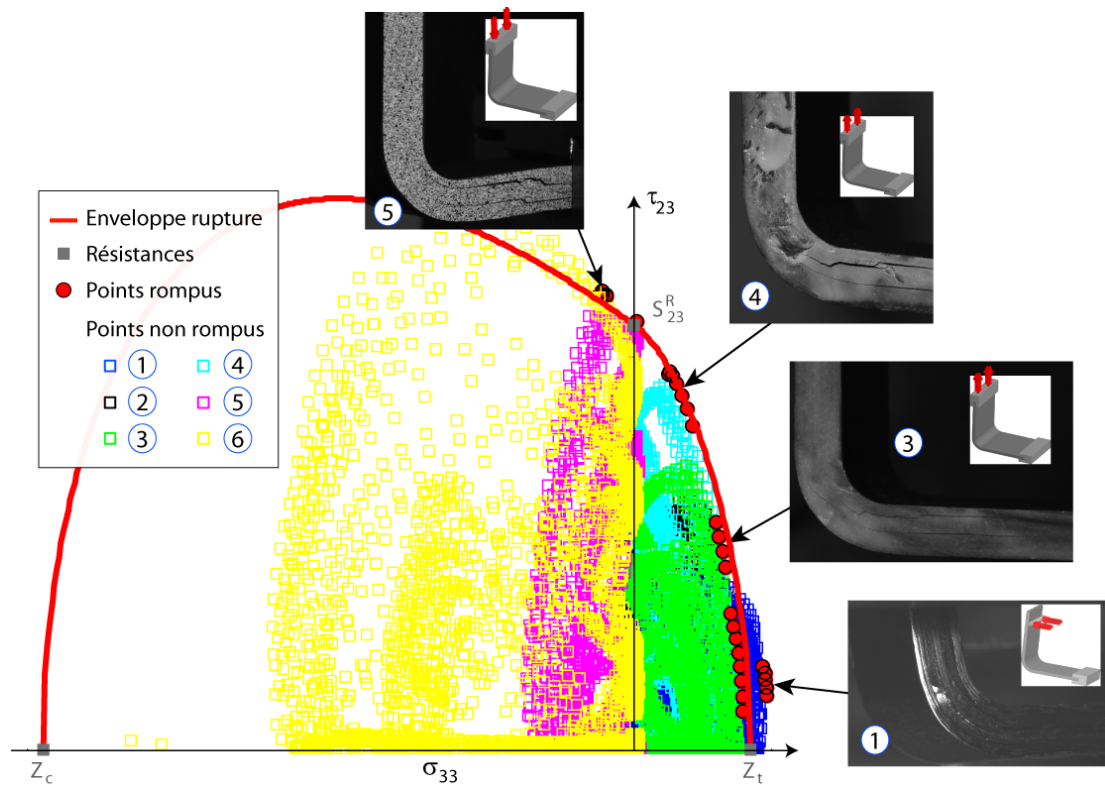 5
4
3
1
Enveloppe rupture
Résistances
Points rompus
Points non rompus
1 4
2 5
3 6
τ23
S23R
Zc
σ33
Zt